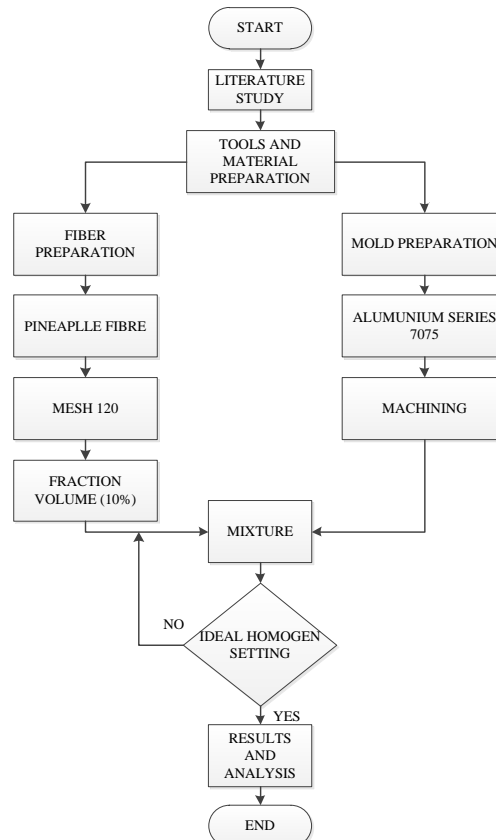 START
LITERATURE
STUDY
TOOLS AND
MATERIAL
PREPARATION
FIBER
PREPARATION
PINEAPLLE FIBRE
MESH 120
FRACTION
VOLUME (10%)
MOLD PREPARATION
ALUMUNIUM SERIES
7075
MACHINING
MIXTURE
IDEAL HOMOGEN
SETTING
NO
YES
RESULTS
AND
ANALYSIS
END